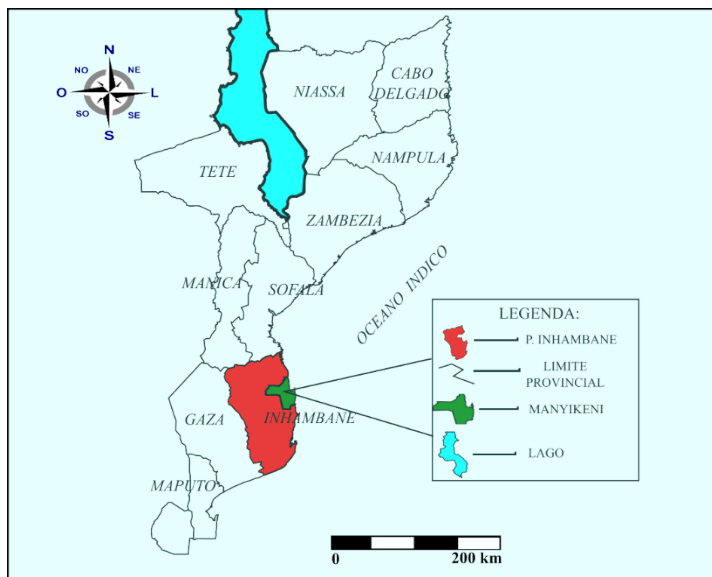 N
NO
NE
O
L
SO
SE
S
NIASSA
CABO
DELGADO
NAMPULA
TETE
ZAMBEZIA
MANICA
SOFALA
OCEANO INDICO
GAZA
INHAMBANE
MAPUTO
LEGENDA:
P. INHAMBANE
LIMITE
PROVINCIAL
MANYIKENI
LAGO
0
200 km